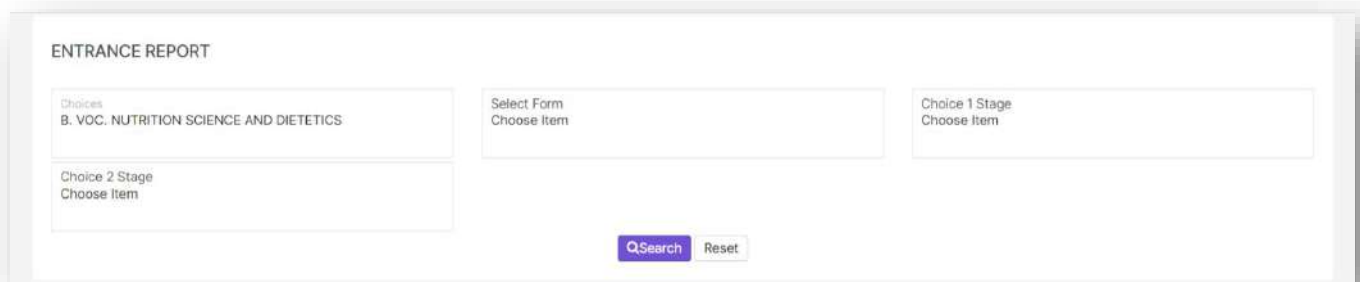 ENTRANCE REPORT
Choices
B. VOC. NUTRITION SCIENCE AND DIETETICS
Select Form
Choose Item
Choice 1 Stage
Choose Item
Choice 2 Stage
Choose Item
Search
Reset